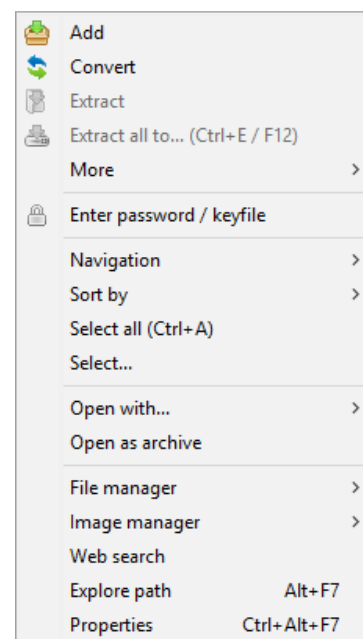 Add
Convert
Extract
Extract all to... (Ctrl+E / F12)
More
Enter password / keyfile
Navigation
Sort by
Select all (Ctrl+A)
Select...
Open with...
Open as archive
File manager
Image manager
Web search
Explore path Alt+F7
Properties Ctrl+Alt+F7